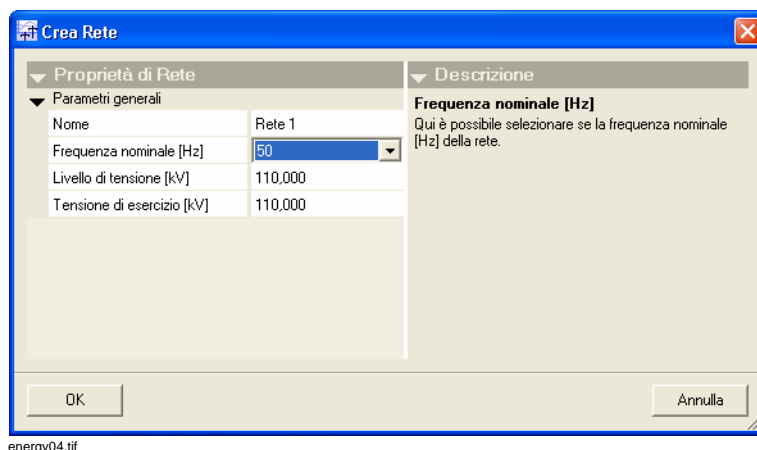 Crea Rete
Proprietà di Rete
Parametri generali
Nome Rete 1
Frequenza nominale [Hz] 50
Livello di tensione [kV] 110,000
Tensione di esercizio [kV] 110,000
Descrizione
Frequenza nominale [Hz]
Qui è possibile selezionare se la frequenza nominale
[Hz] della rete.
OK
Annulla
energy04.tif